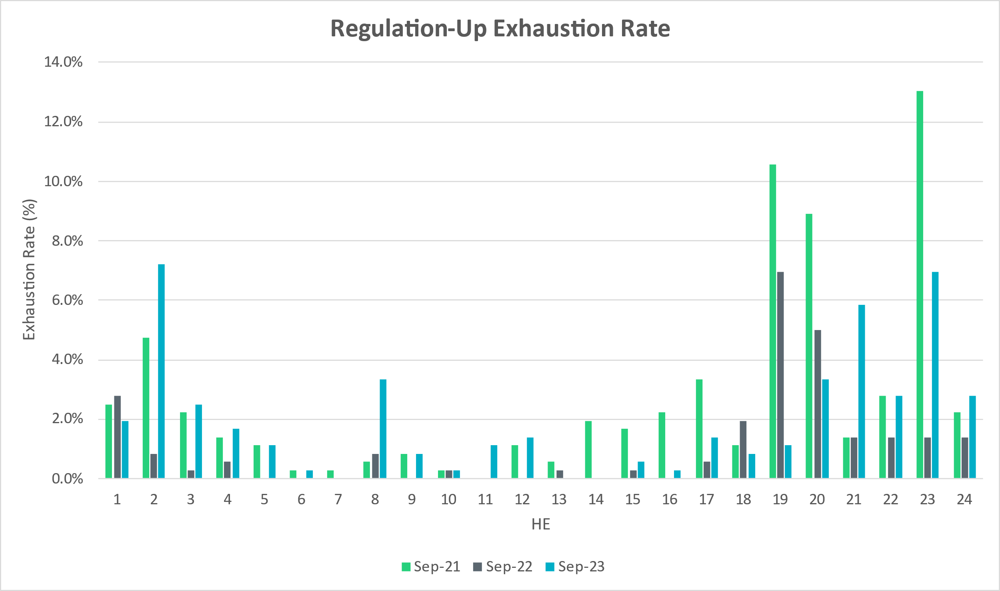 Regulation-Up Exhaustion Rate
14.0%
12.0%
10.0%
8.0%
6.0%
4.0%
2.0%
0.0%
Exhaustion Rate (%)
1 2 3 4 5 6 7 8 9 10 11 12 13 14 15 16 17 18 19 20 21 22 23 24
HE
Sep-21 Sep-22 Sep-23